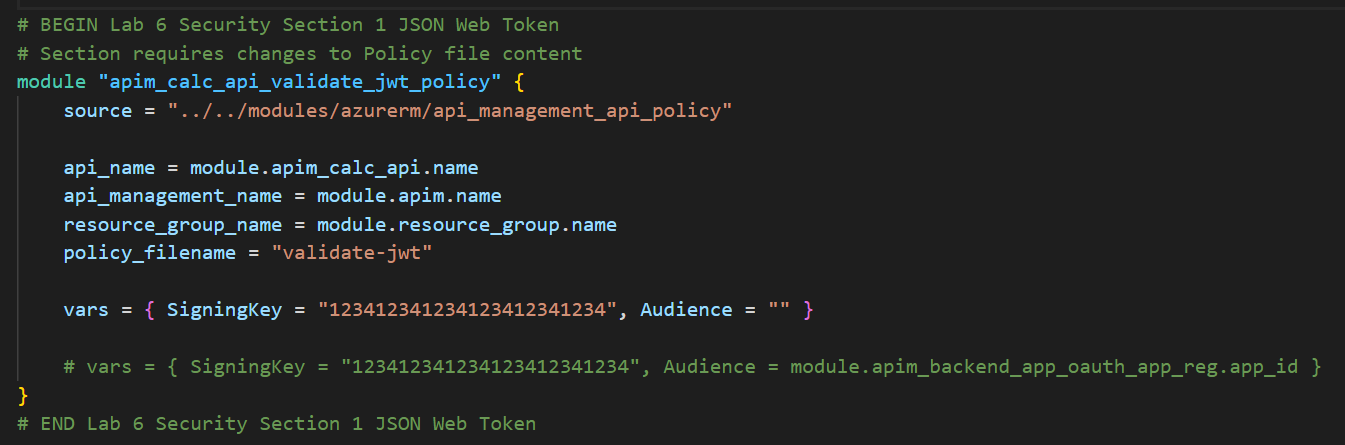 # BEGIN Lab 6 Security Section 1 JSON Web Token
# Section requires changes to Policy file content
module "apim_calc_api_validate_jwt_policy" {
source = "../../modules/azurerm/api_management_api_policy"
api_name = module.apim_calc_api.name
api_management_name = module.apim.name
resource_group_name = module.resource_group.name
policy_filename = "validate-jwt"
vars = { SigningKey = "123412341234123412341234", Audience = "" }
# vars = { SigningKey = "123412341234123412341234", Audience = module.apim_backend_app_oauth_app_reg.app_id }
}
# END Lab 6 Security Section 1 JSON Web Token